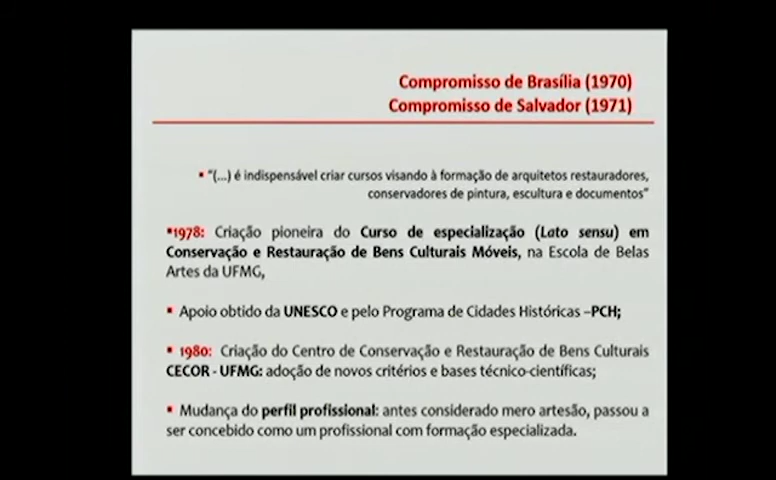 Compromisso de Brasília (1970)
Compromisso de Salvador (1971)
▪ "(...) é indispensável criar cursos visando à formação de arquitetos restauradores,
conservadores de pintura, escultura e documentos"
▪1978: Criação pioneira do Curso de especialização (Lato sensu) em
Conservação e Restauração de Bens Culturais Móveis, na Escola de Belas
Artes da UFMG,
▪ Apoio obtido da UNESCO e pelo Programa de Cidades Históricas –PCH;
▪ 1980: Criação do Centro de Conservação e Restauração de Bens Culturais
CECOR - UFMG: adoção de novos critérios e bases técnico-científicas;
▪ Mudança do perfil profissional: antes considerado mero artesão, passou a
ser concebido como um profissional com formação especializada.